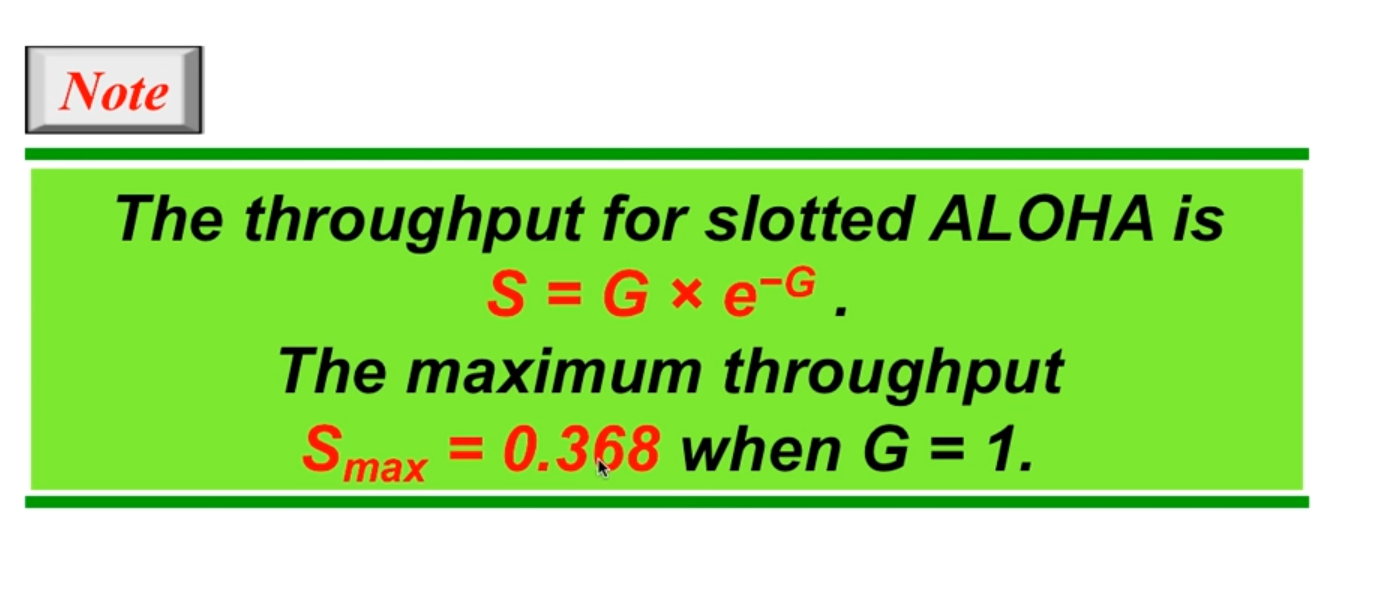 Note
The throughput for slotted ALOHA is
S = G × e⁻ᴳ .
The maximum throughput
Smax = 0.368 when G = 1.